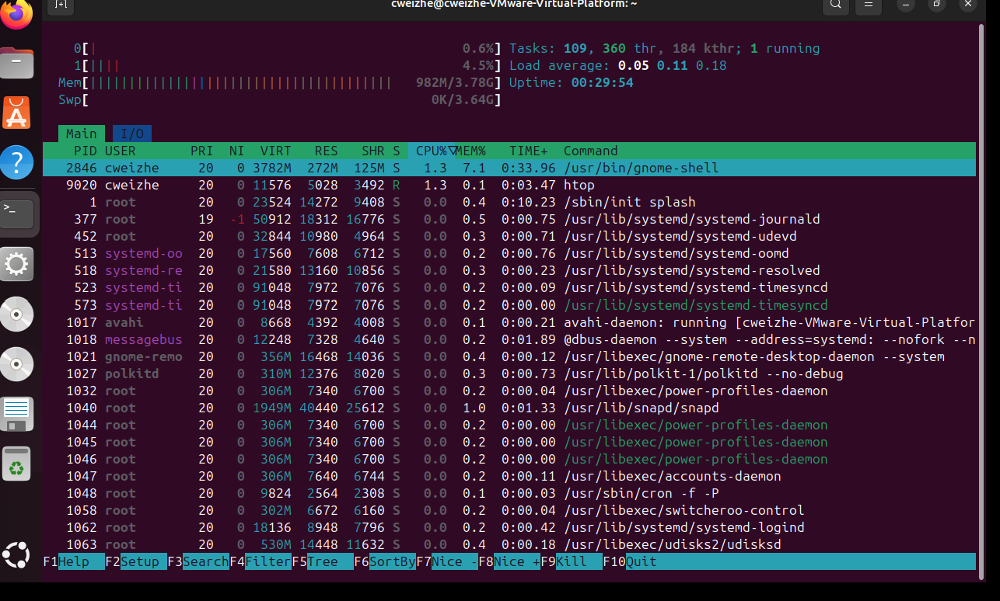 cweizhe@cweizhe-VMware-Virtual-Platform: ~
0[| 0.6%] Tasks: 109, 360 thr, 184 kthr; 1 running
1[|||| 4.5%] Load average: 0.05 0.11 0.18
Mem[||||||||||||||||||||||||||||||||||||||| 982M/3.78G] Uptime: 00:29:54
Swp[ 0K/3.64G]
Main I/O
PID USER PRI NI VIRT RES SHR S CPU%▽MEM% TIME+ Command
2846 cweizhe 20 0 3782M 272M 125M S 1.3 7.1 0:33.96 /usr/bin/gnome-shell
9020 cweizhe 20 0 11576 5028 3492 R 1.3 0.1 0:03.47 htop
1 root 20 0 23524 14272 9408 S 0.0 0.4 0:10.23 /sbin/init splash
377 root 19 -1 50912 18312 16776 S 0.0 0.5 0:00.75 /usr/lib/systemd/systemd-journald
452 root 20 0 32844 10980 4964 S 0.0 0.3 0:00.71 /usr/lib/systemd/systemd-udevd
513 systemd-oo 20 0 17560 7608 6712 S 0.0 0.2 0:00.76 /usr/lib/systemd/systemd-oomd
518 systemd-re 20 0 21580 13160 10856 S 0.0 0.3 0:00.23 /usr/lib/systemd/systemd-resolved
523 systemd-ti 20 0 91048 7972 7076 S 0.0 0.2 0:00.09 /usr/lib/systemd/systemd-timesyncd
573 systemd-ti 20 0 91048 7972 7076 S 0.0 0.2 0:00.00 /usr/lib/systemd/systemd-timesyncd
1017 avahi 20 0 8668 4392 4008 S 0.0 0.1 0:00.21 avahi-daemon: running [cweizhe-VMware-Virtual-Platfor
1018 messagebus 20 0 12248 7328 4640 S 0.0 0.2 0:01.89 @dbus-daemon --system --address=systemd: --nofork --n
1021 gnome-remo 20 0 356M 16468 14036 S 0.0 0.4 0:00.12 /usr/libexec/gnome-remote-desktop-daemon --system
1027 polkitd 20 0 310M 12376 8020 S 0.0 0.3 0:00.73 /usr/lib/polkit-1/polkitd --no-debug
1032 root 20 0 306M 7340 6700 S 0.0 0.2 0:00.04 /usr/libexec/power-profiles-daemon
1040 root 20 0 1949M 40440 25612 S 0.0 1.0 0:01.33 /usr/lib/snapd/snapd
1044 root 20 0 306M 7340 6700 S 0.0 0.2 0:00.00 /usr/libexec/power-profiles-daemon
1045 root 20 0 306M 7340 6700 S 0.0 0.2 0:00.00 /usr/libexec/power-profiles-daemon
1046 root 20 0 306M 7340 6700 S 0.0 0.2 0:00.00 /usr/libexec/power-profiles-daemon
1047 root 20 0 306M 7640 6744 S 0.0 0.2 0:00.11 /usr/libexec/accounts-daemon
1048 root 20 0 9824 2564 2308 S 0.0 0.1 0:00.03 /usr/sbin/cron -f -P
1058 root 20 0 302M 6672 6160 S 0.0 0.2 0:00.04 /usr/libexec/switcheroo-control
1062 root 20 0 18136 8948 7796 S 0.0 0.2 0:00.42 /usr/lib/systemd/systemd-logind
1063 root 20 0 530M 14448 11632 S 0.0 0.4 0:00.18 /usr/libexec/udisks2/udisksd
F1Help F2Setup F3SearchF4FilterF5Tree F6SortByF7Nice -F8Nice +F9Kill F10Quit